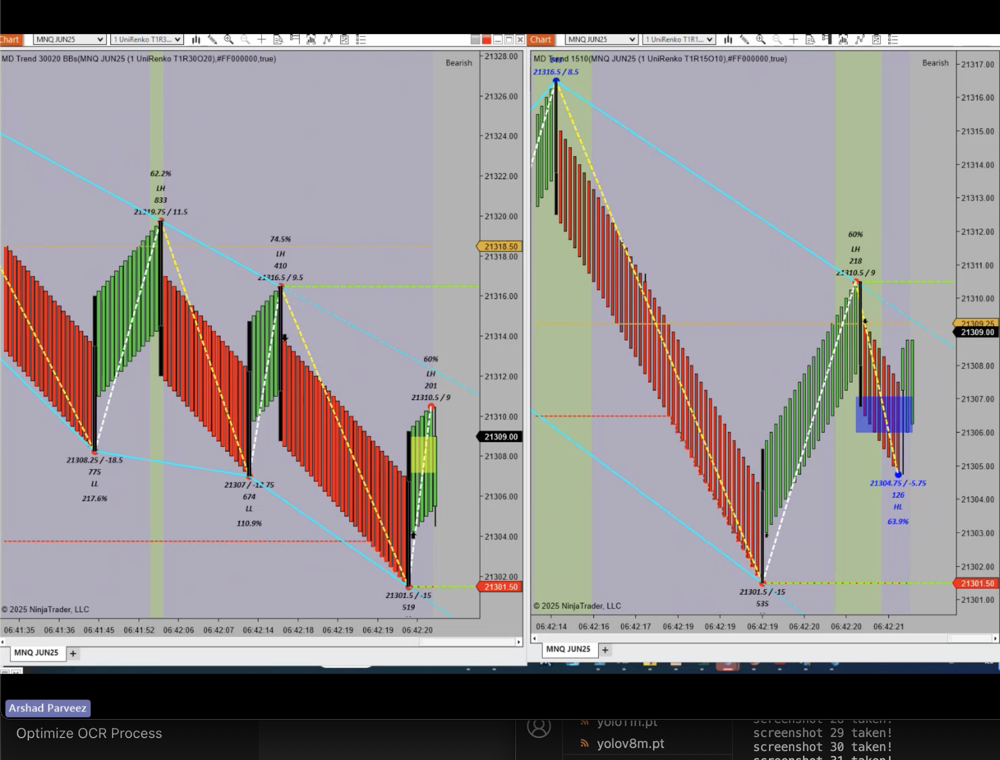 Chart
MNQ JUN25
1 UniRenko T1R3...
MD Trend 30020 BBs(MNQ JUN25 (1 UniRenko T1R30O20),#FF000000,true)
Bearish
21328.00
21326.00
21324.00
21322.00
21320.00
21318.50
21318.00
21316.00
21314.00
21312.00
21310.00
21309.00
21308.00
21306.00
21304.00
21302.00
21301.50
62.2%
LH
833
21319.75 / 11.5
74.5%
LH
410
21316.5 / 9.5
60%
LH
201
21310.5 / 9
21308.25 / -18.5
775
LL
217.6%
21307 / -12.75
674
LL
110.9%
21301.5 / -15
519
© 2025 NinjaTrader, LLC
06:41:35
06:41:36
06:41:45
06:41:52
06:42:06
06:42:07
06:42:14
06:42:18
06:42:19
06:42:19
06:42:20
MNQ JUN25
Chart
MNQ JUN25
1 UniRenko T1R1...
MD Trend 1510(MNQ JUN25 (1 UniRenko T1R15O10),#FF000000,true)
Bearish
21316.5 / 8.5
21317.00
21316.00
21315.00
21314.00
21313.00
21312.00
21311.00
21310.00
21309.25
21309.00
21308.00
21307.00
21306.00
21305.00
21304.00
21303.00
21302.00
21301.50
21301.00
60%
LH
218
21310.5 / 9
21304.75 / -5.75
126
HL
63.9%
21301.5 / -15
535
© 2025 NinjaTrader, LLC
06:42:14
06:42:16
06:42:17
06:42:19
06:42:19
06:42:19
06:42:20
06:42:20
06:42:21
MNQ JUN25
Arshad Parveez
Optimize OCR Process
yolo11n.pt
yolov8m.pt
screenshot 29 taken!
screenshot 30 taken!
screenshot 31 taken!